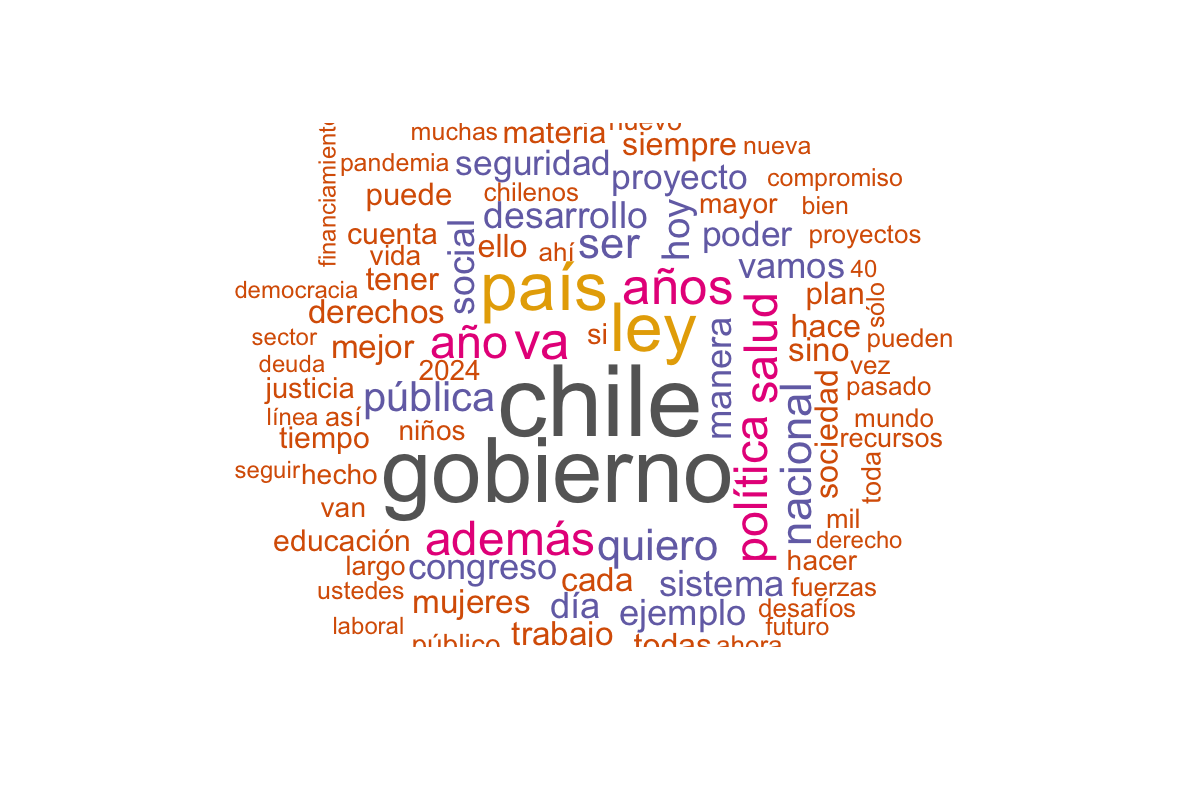 nuevo
muchas
materia
siempre
nueva
financiamiento
pandemia
seguridad
proyecto
compromiso
puede
chilenos
desarrollo
hoy
mayor
bien
cuenta
social
ello
ahí
ser
poder
proyectos
vida
tener
país
años
vamos
40
democracia
derechos
ley
salud
plan
sólo
sector
mejor
año
va
si
manera
hace
pueden
deuda
2024
sino
vez
justicia
pública
chile
nacional
sociedad
pasado
línea
así
mundo
tiempo
niños
política
recursos
seguir
hecho
gobierno
toda
van
mil
educación
además
quiero
derecho
largo
congreso
cada
sistema
hacer
ustedes
mujeres
día
ejemplo
fuerzas
desafíos
laboral
trabajo
futuro
público
todas
ahora